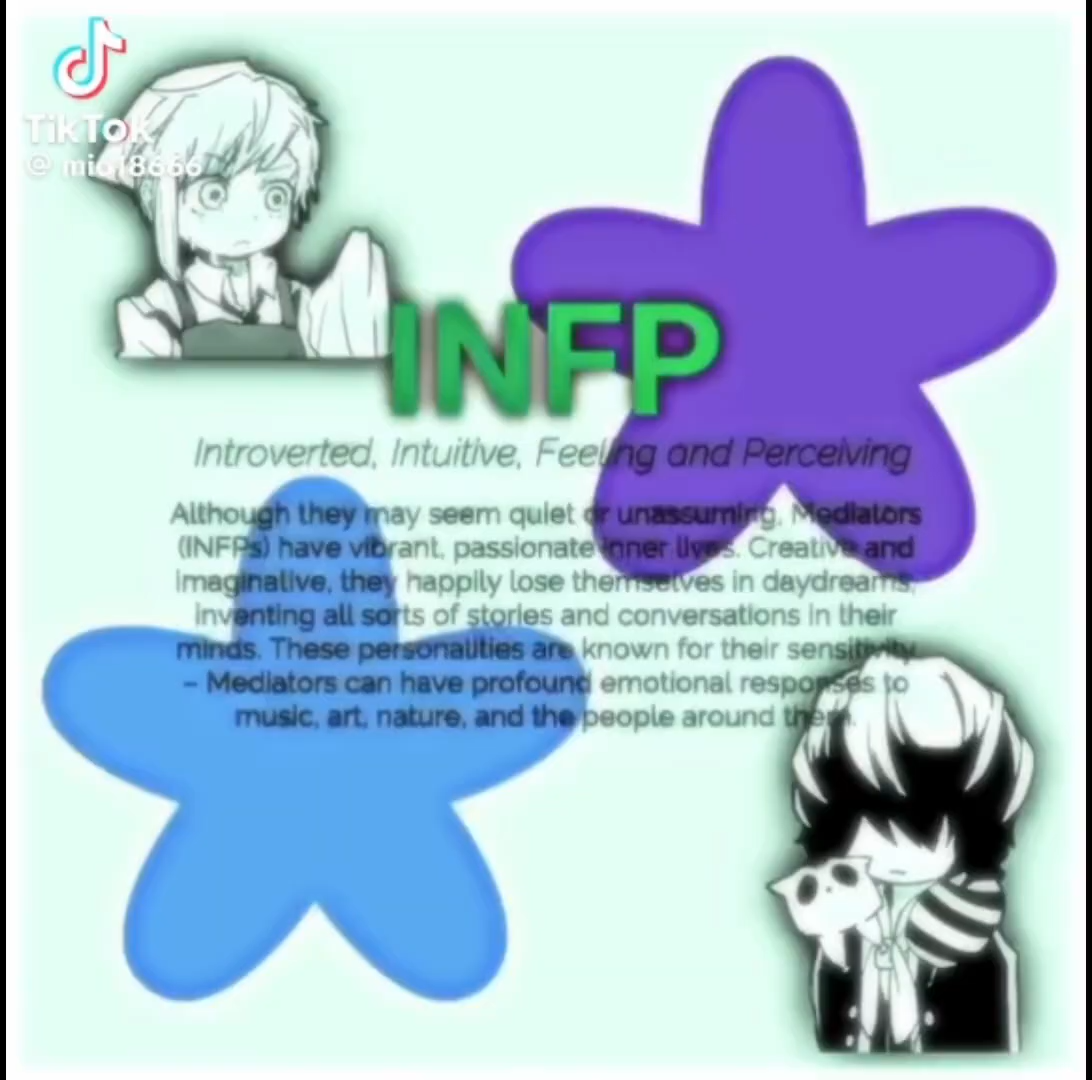 TikTok
@ mio18666
INFP
Introverted, Intuitive, Feeling and Perceiving
Although they may seem quiet or unassuming, Mediators
(INFPs) have vibrant, passionate inner lives. Creative and
imaginative, they happily lose themselves in daydreams,
inventing all sorts of stories and conversations in their
minds. These personalities are known for their sensitivity
– Mediators can have profound emotional responses to
music, art, nature, and the people around them.